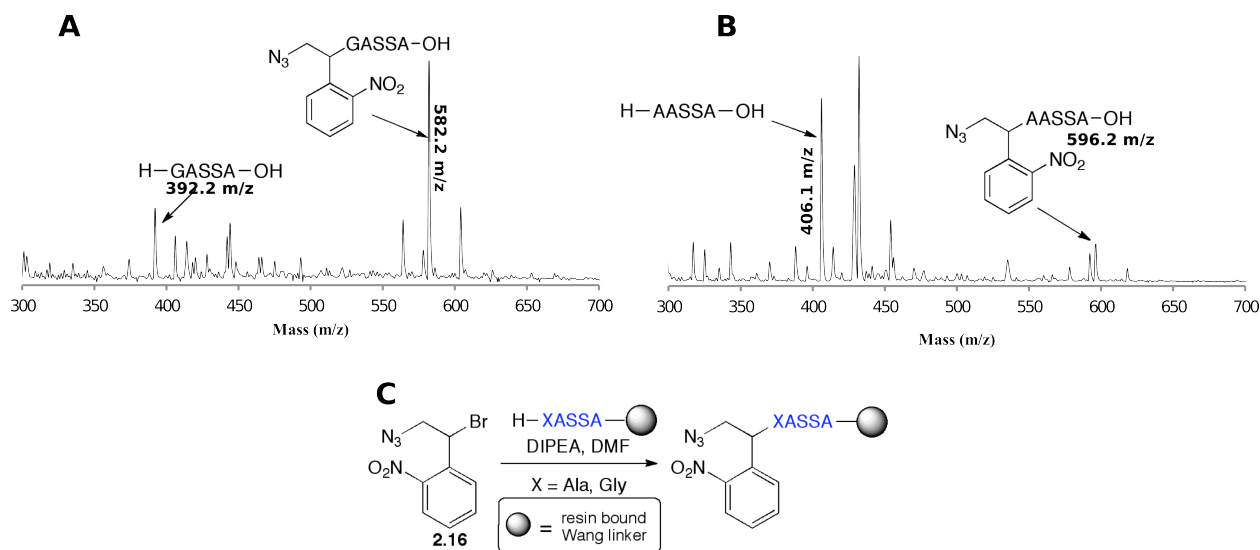 A
N3
GASSA–OH
NO2
582.2 m/z
H–GASSA–OH
392.2 m/z
300 350 400 450 500 550 600 650 700
Mass (m/z)
B
H–AASSA–OH
406.1 m/z
N3
AASSA–OH
596.2 m/z
NO2
300 350 400 450 500 550 600 650 700
Mass (m/z)
C
Br
N3
O2N
2.16
H–XASSA–
DIPEA, DMF
X = Ala, Gly
= resin bound
Wang linker
N3
XASSA–
O2N